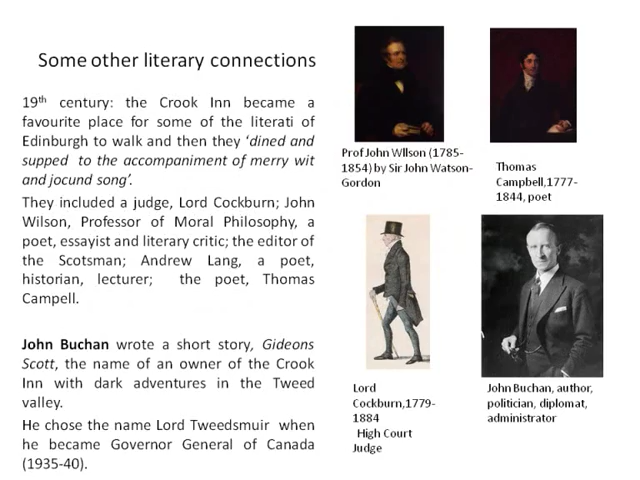 Some other literary connections
19th century: the Crook Inn became a
favourite place for some of the literati of
Edinburgh to walk and then they ‘dined and
supped to the accompaniment of merry wit
and jocund song’.
They included a judge, Lord Cockburn; John
Wilson, Professor of Moral Philosophy, a
poet, essayist and literary critic; the editor of
the Scotsman; Andrew Lang, a poet,
historian, lecturer; the poet, Thomas
Campell.
John Buchan wrote a short story, Gideons
Scott, the name of an owner of the Crook
Inn with dark adventures in the Tweed
valley.
He chose the name Lord Tweedsmuir when
he became Governor General of Canada
(1935-40).
Prof John WIlson (1785-
1854) by Sir John Watson-
Gordon
Thomas
Campbell,1777-
1844, poet
Lord
Cockburn,1779-
1884
High Court
Judge
John Buchan, author,
politician, diplomat,
administrator